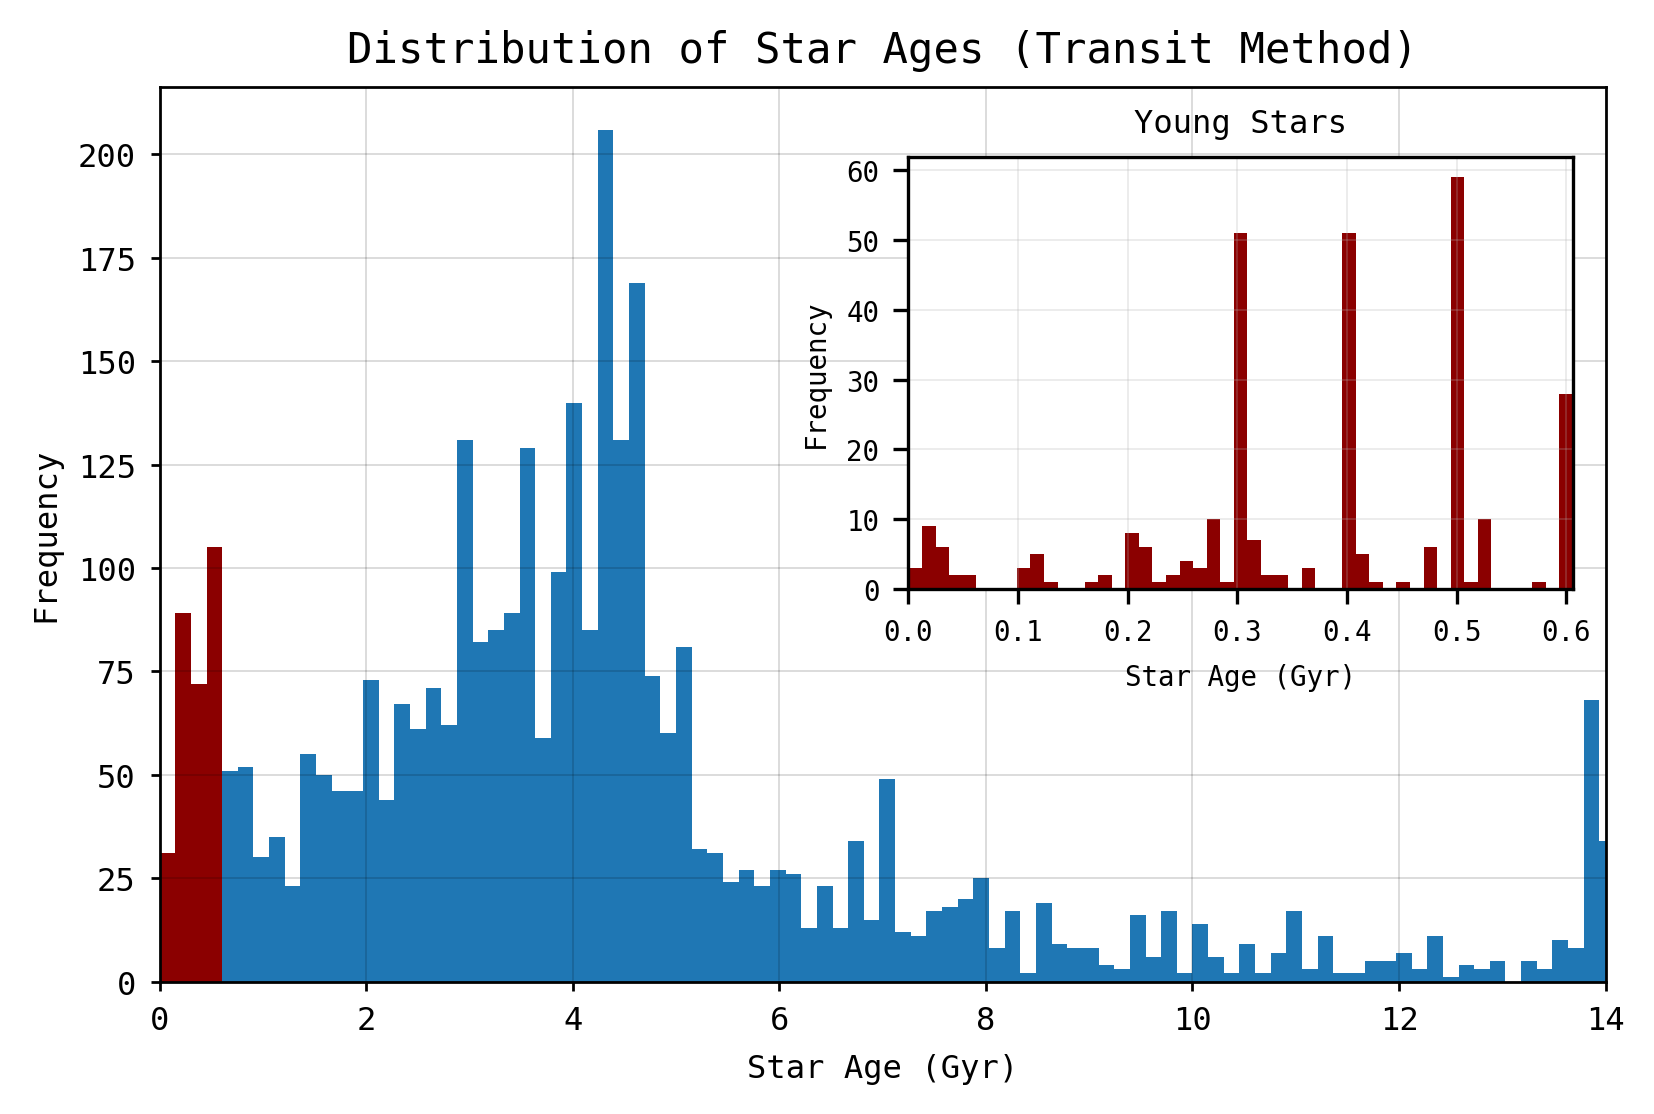 Distribution of Star Ages (Transit Method)
Young Stars
Frequency
60
50
40
30
20
10
0
0.0 0.1 0.2 0.3 0.4 0.5 0.6
Star Age (Gyr)
Frequency
200
175
150
125
100
75
50
25
0
0 2 4 6 8 10 12 14
Star Age (Gyr)